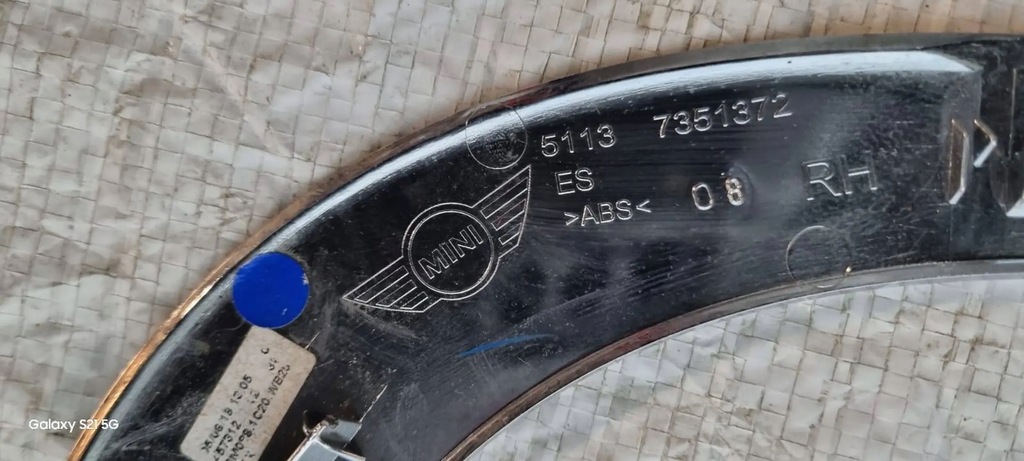 5113 7351372
ES
>ABS< 08 RH
MINI
Galaxy S21 5G